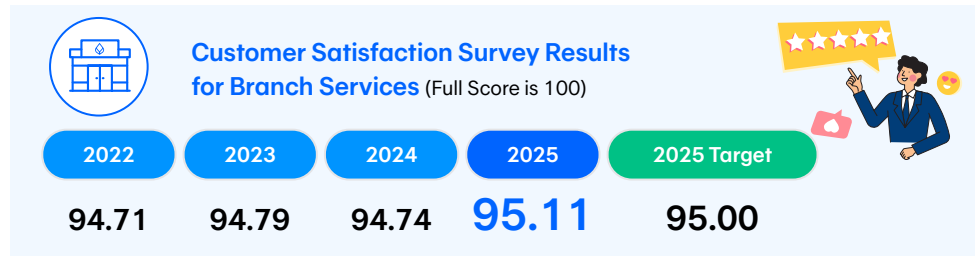 Customer Satisfaction Survey Results
for Branch Services (Full Score is 100)
2022 2023 2024 2025 2025 Target
94.71 94.79 94.74 95.11 95.00